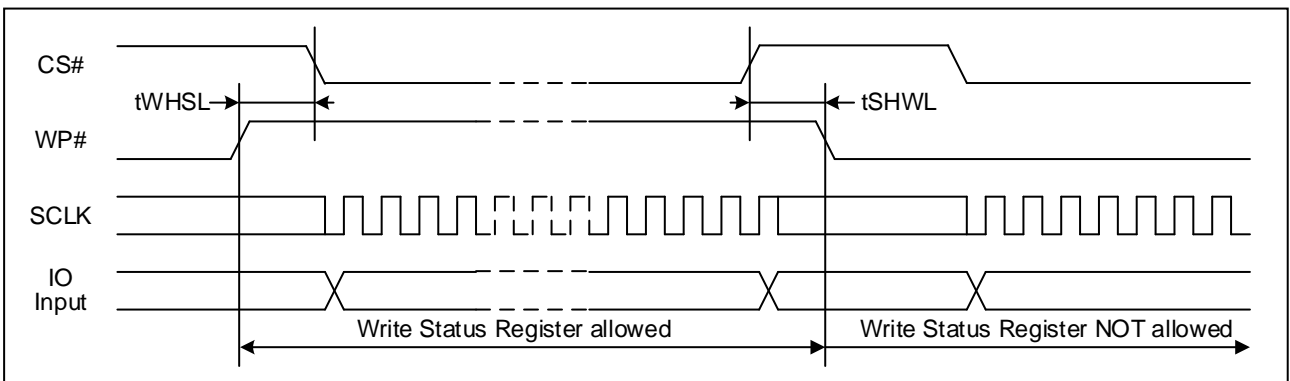 CS#
tWHSL
tSHWL
WP#
SCLK
IO
Input
Write Status Register allowed
Write Status Register NOT allowed